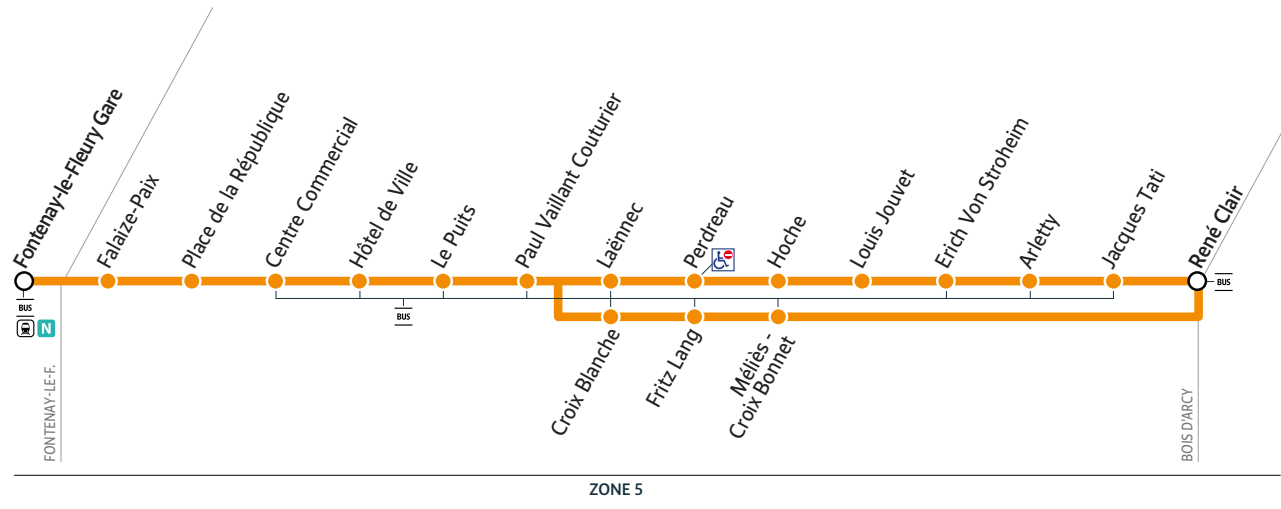 Fontenay-le-Fleury Gare
Falaize-Paix
Place de la République
Centre Commercial
Hôtel de Ville
Le Puits
Paul Vaillant Couturier
Laënnec
Perdreau
Hoche
Louis Jouvet
Erich Von Stroheim
Arletty
Jacques Tati
René Clair
BUS
BUS
BUS
N
Croix Blanche
Fritz Lang
Méliès -
Croix Bonnet
FONTENAY-LE-F.
BOIS D'ARCY
ZONE 5